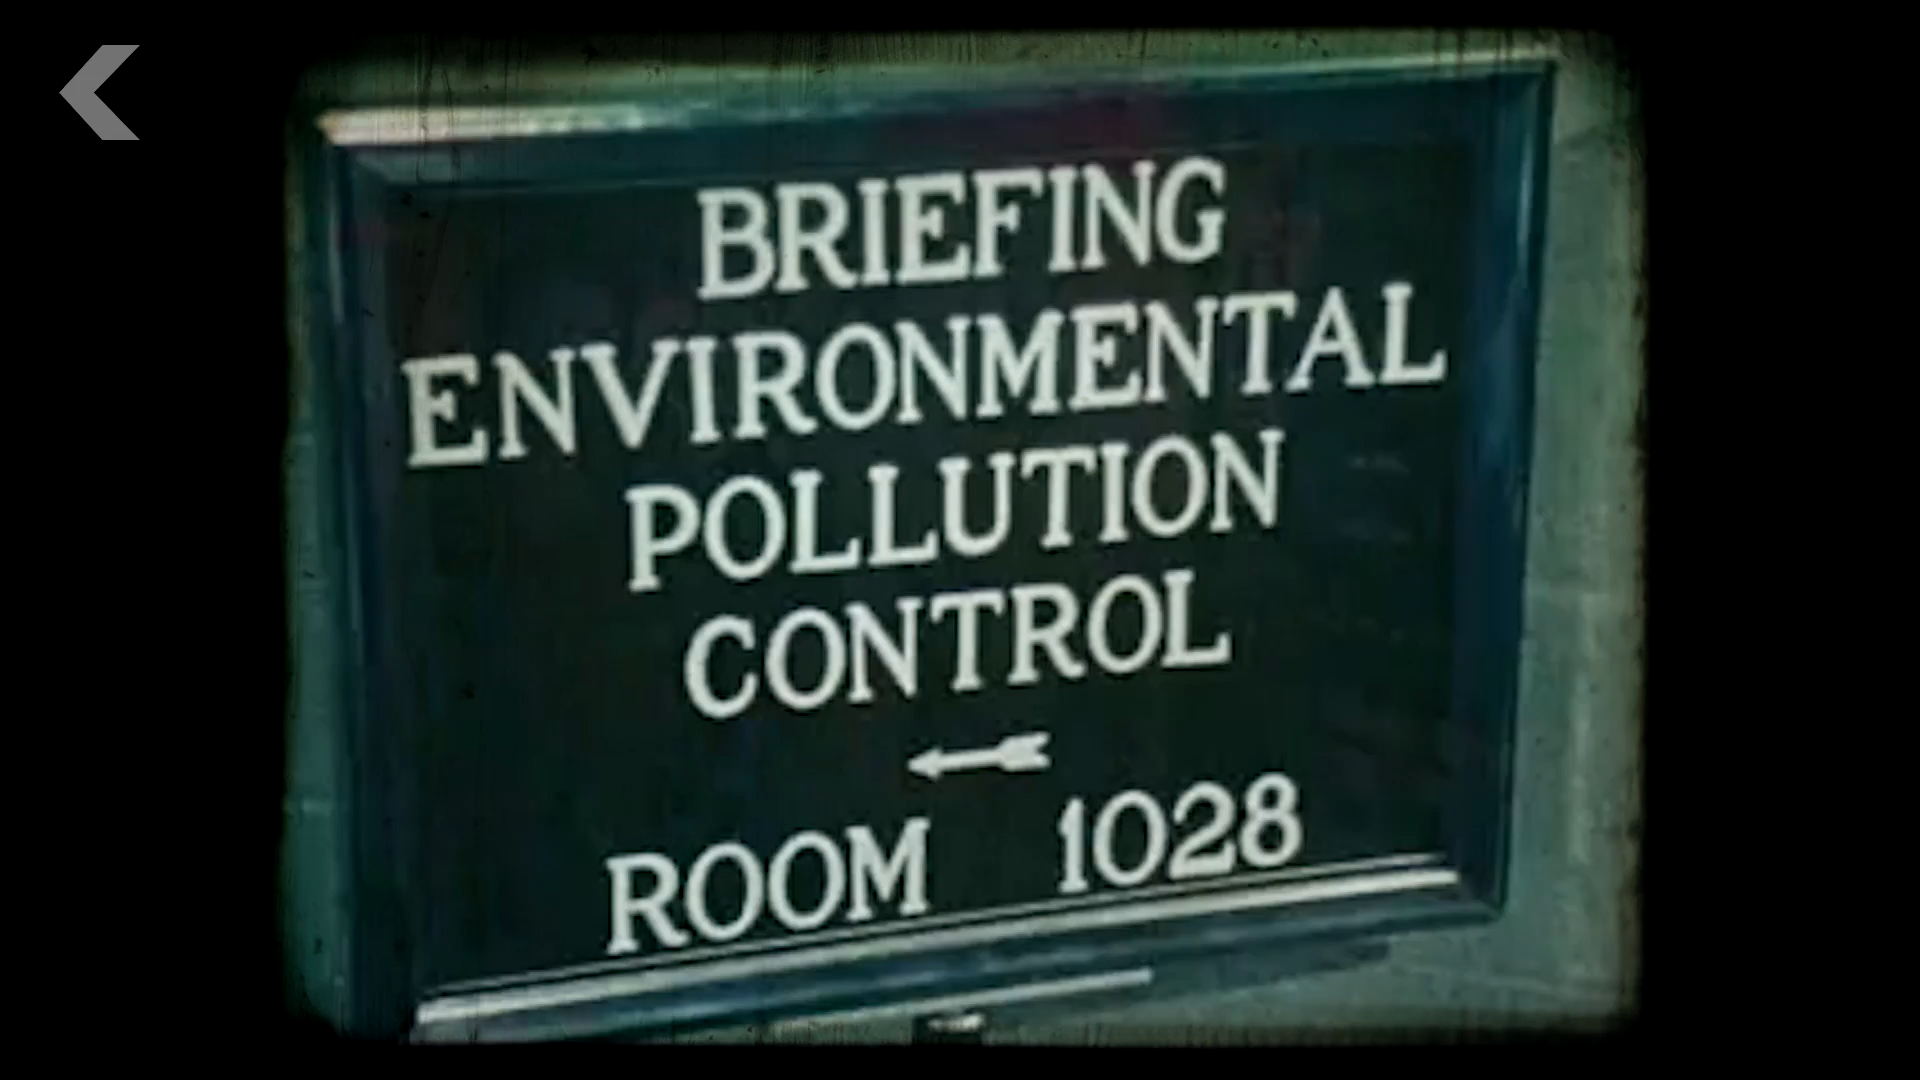 BRIEFING
ENVIRONMENTAL
POLLUTION
CONTROL
ROOM 1028